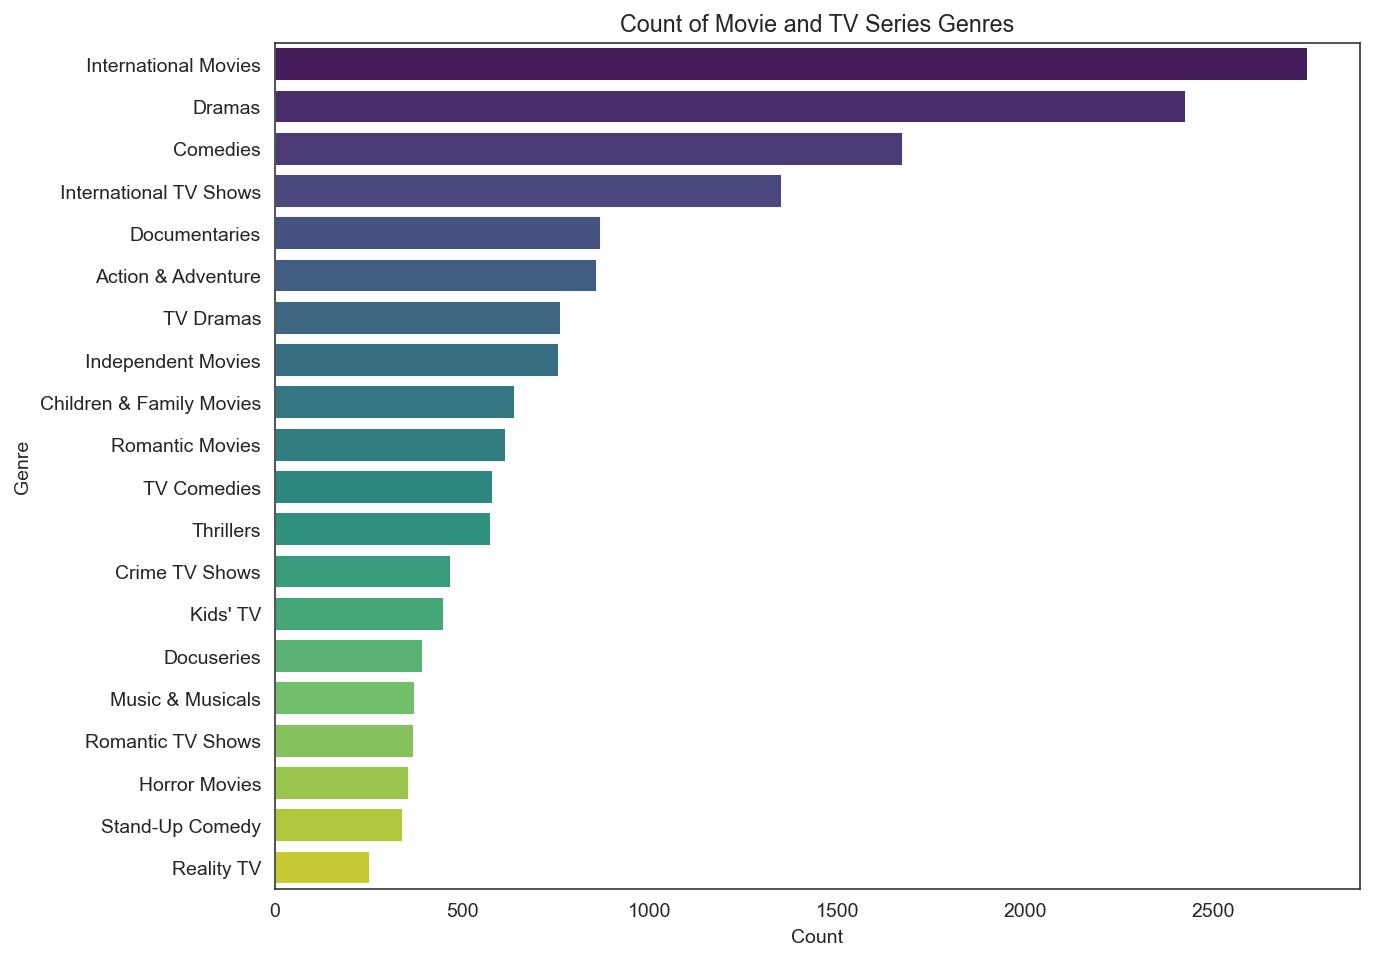 Count of Movie and TV Series Genres
International Movies
Dramas
Comedies
International TV Shows
Documentaries
Action & Adventure
TV Dramas
Independent Movies
Children & Family Movies
Romantic Movies
TV Comedies
Thrillers
Crime TV Shows
Kids' TV
Docuseries
Music & Musicals
Romantic TV Shows
Horror Movies
Stand-Up Comedy
Reality TV
Genre
0 500 1000 1500 2000 2500
Count